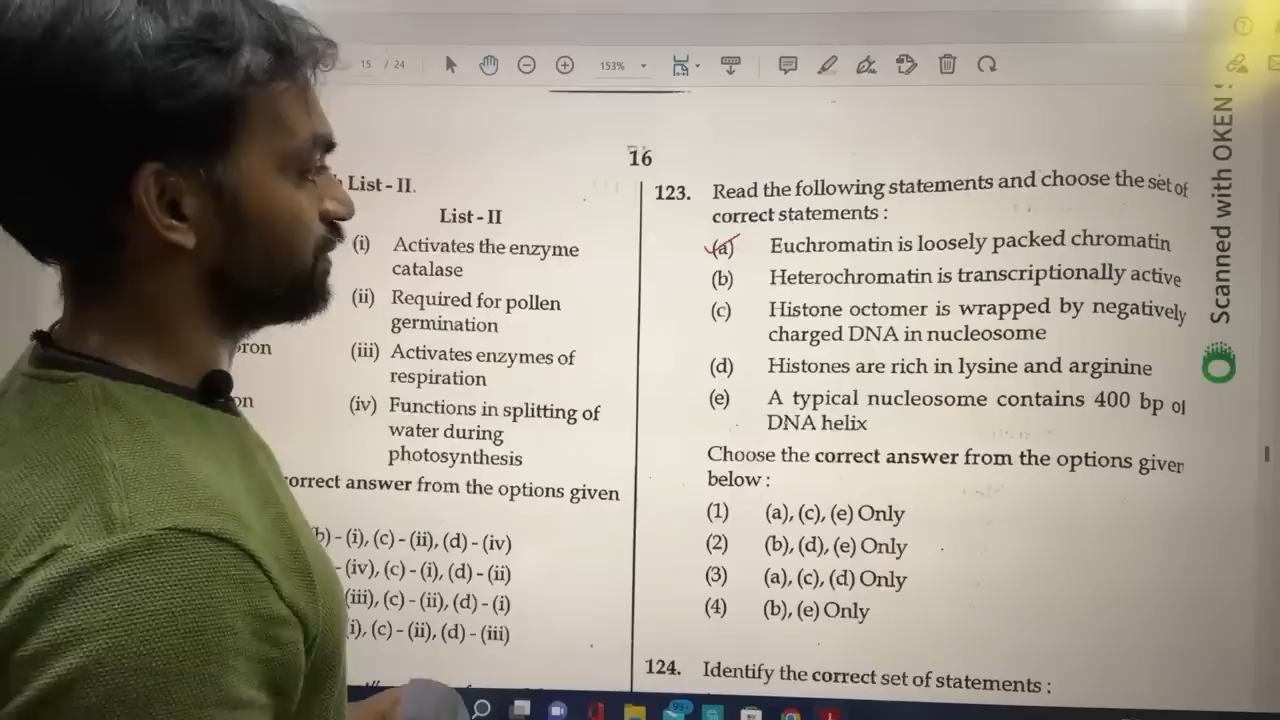 15 / 24
153%
16
List - II.
List - II
(i) Activates the enzyme
catalase
(ii) Required for pollen
germination
(iii) Activates enzymes of
respiration
(iv) Functions in splitting of
water during
photosynthesis
correct answer from the options given
b) - (i), (c) - (ii), (d) - (iv)
- (iv), (c) - (i), (d) - (ii)
(iii), (c) - (ii), (d) - (i)
i), (c) - (ii), (d) - (iii)
123. Read the following statements and choose the set of
correct statements :
(a) Euchromatin is loosely packed chromatin
(b) Heterochromatin is transcriptionally active
(c) Histone octomer is wrapped by negatively
charged DNA in nucleosome
(d) Histones are rich in lysine and arginine
(e) A typical nucleosome contains 400 bp of
DNA helix
Choose the correct answer from the options given
below :
(1) (a), (c), (e) Only
(2) (b), (d), (e) Only
(3) (a), (c), (d) Only
(4) (b), (e) Only
124. Identify the correct set of statements :
Scanned with OKEN
99+